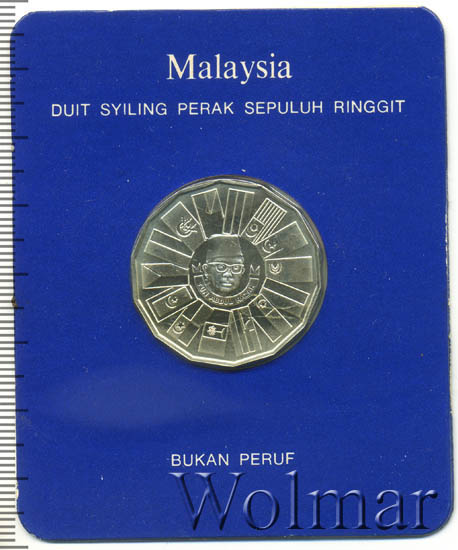 Malaysia
DUIT SYILING PERAK SEPULUH RINGGIT
M M
TUN ABDUL RAZAK
BUKAN PERUF
Wolmar